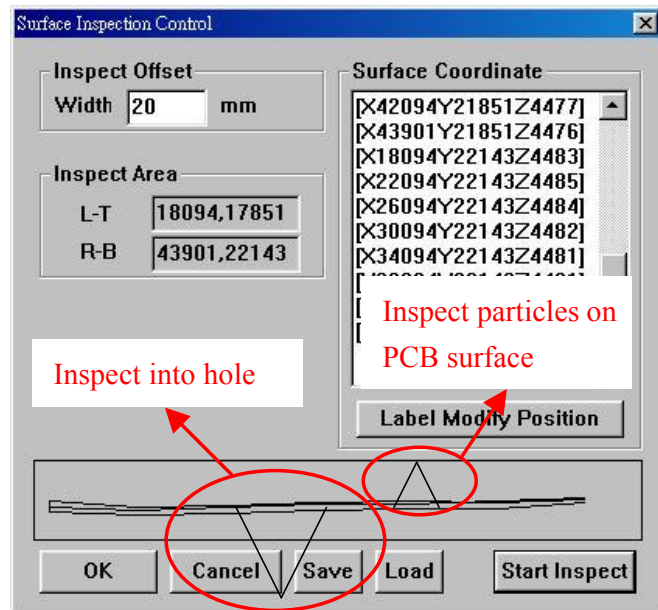 Surface Inspection Control
Inspect Offset
Width 20 mm
Inspect Area
L-T 18094,17851
R-B 43901,22143
Surface Coordinate
[X42094Y21851Z4477]
[X43901Y21851Z4476]
[X18094Y22143Z4483]
[X22094Y22143Z4485]
[X26094Y22143Z4484]
[X30094Y22143Z4482]
[X34094Y22143Z4481]
Inspect particles on
PCB surface
Inspect into hole
Label Modify Position
OK Cancel Save Load Start Inspect